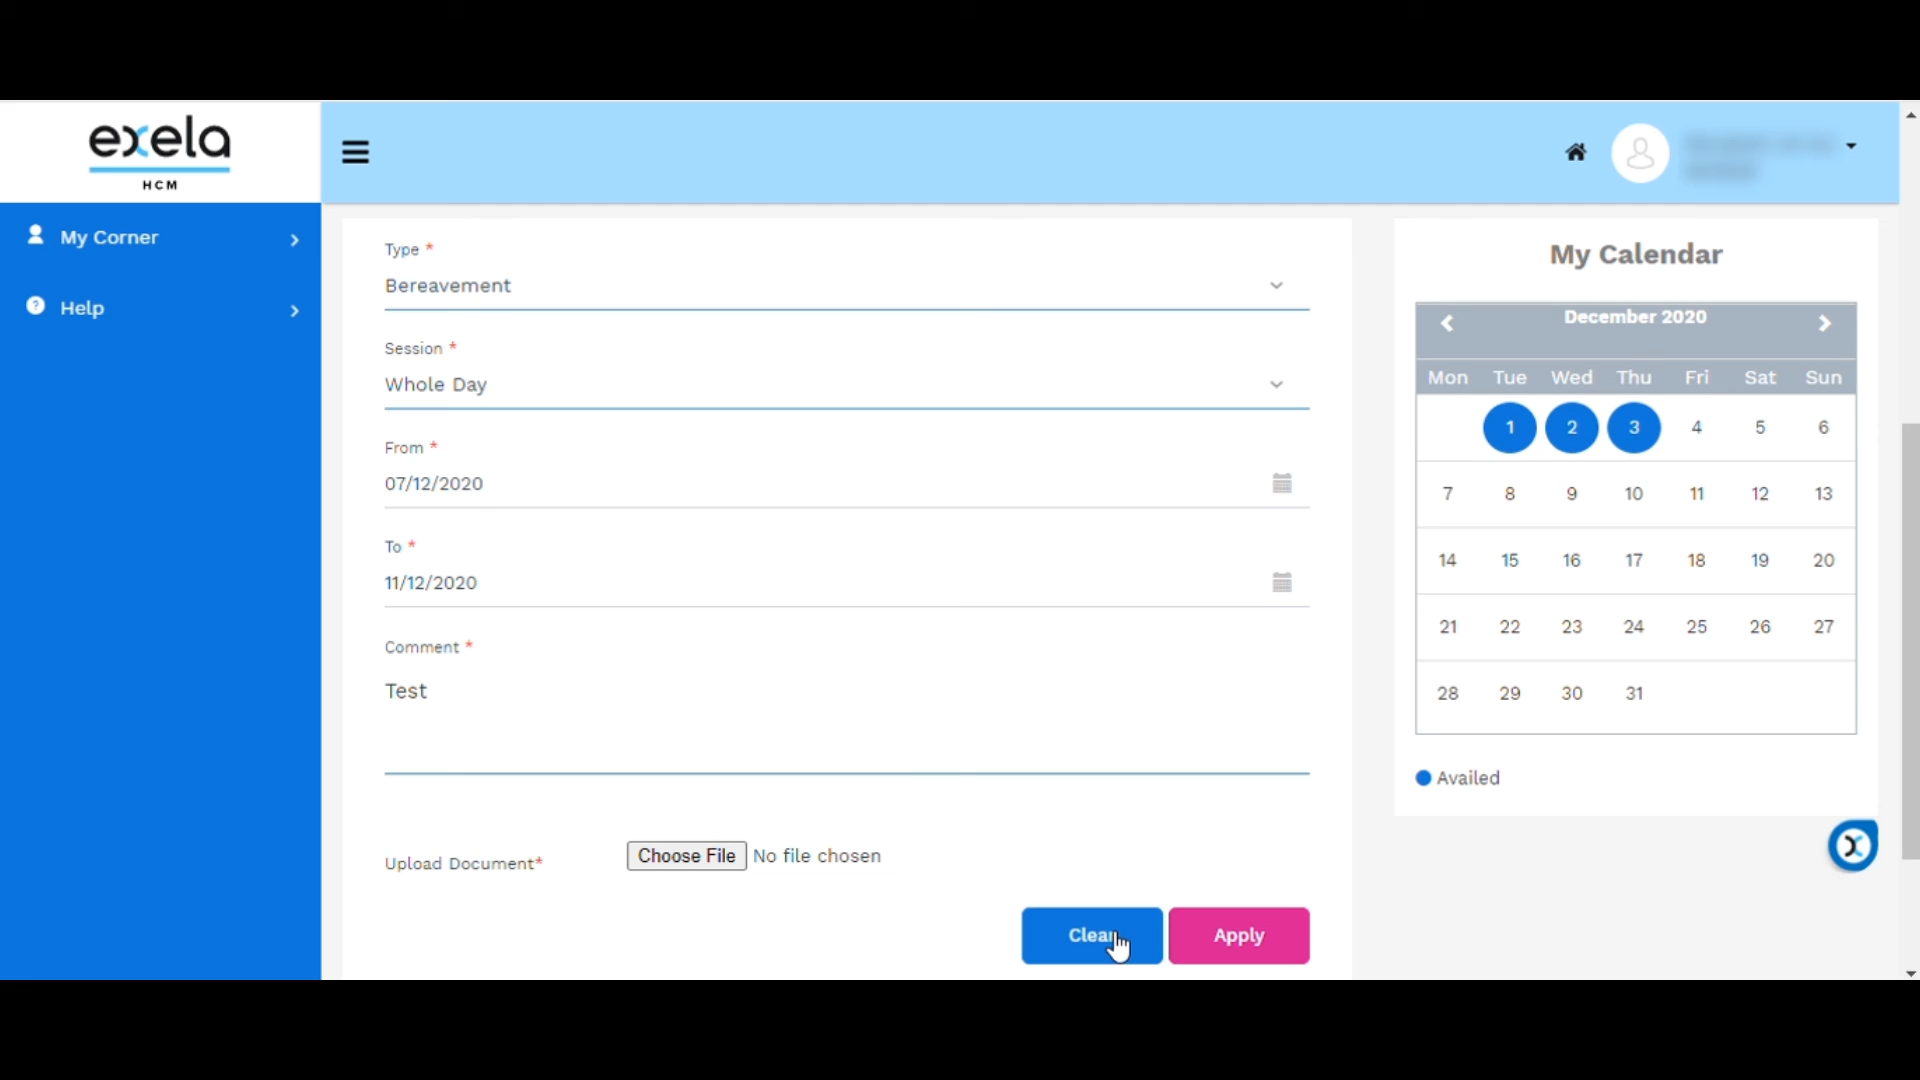 exela
HCM
My Corner
Help
Type *
Bereavement
Session *
Whole Day
From *
07/12/2020
To *
11/12/2020
Comment *
Test
Upload Document*
Choose File No file chosen
Clear
Apply
My Calendar
December 2020
Mon Tue Wed Thu Fri Sat Sun
1 2 3 4 5 6
7 8 9 10 11 12 13
14 15 16 17 18 19 20
21 22 23 24 25 26 27
28 29 30 31
Availed